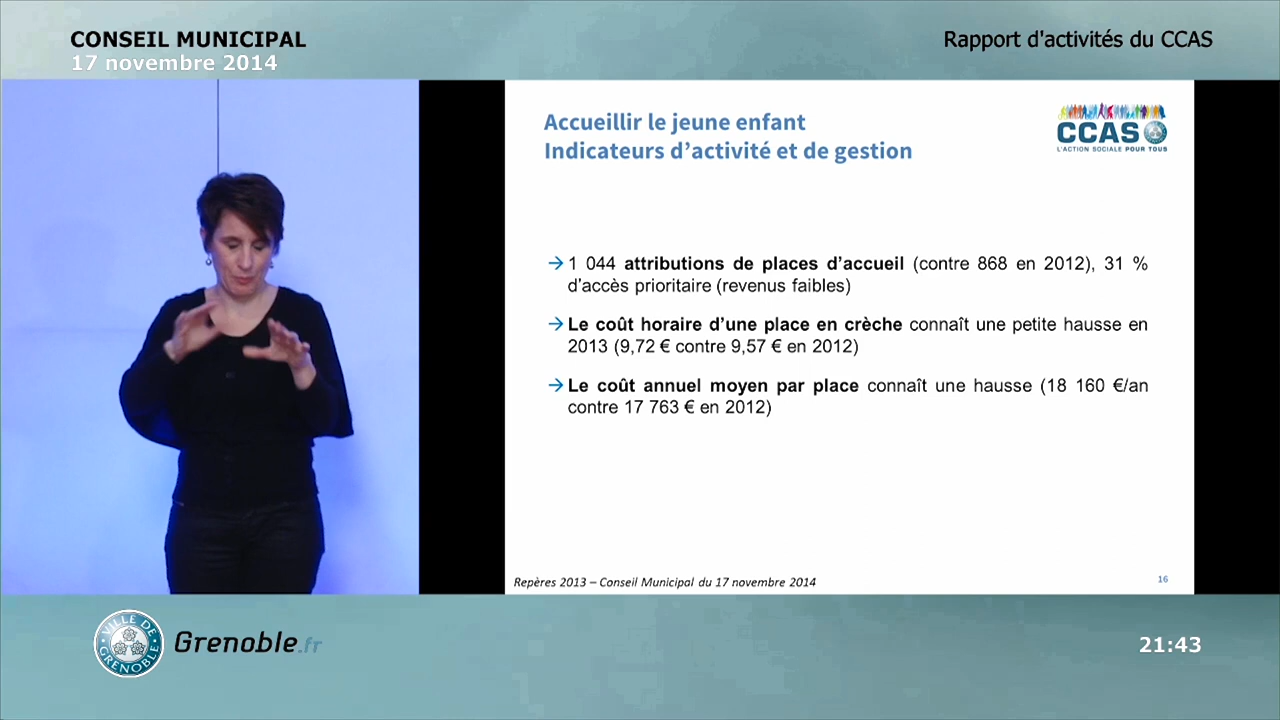 CONSEIL MUNICIPAL
17 novembre 2014
Rapport d'activités du CCAS
Accueillir le jeune enfant
Indicateurs d'activité et de gestion
CCAS
L'ACTION SOCIALE POUR TOUS
→ 1 044 attributions de places d'accueil (contre 868 en 2012), 31 %
d'accès prioritaire (revenus faibles)
→ Le coût horaire d'une place en crèche connaît une petite hausse en
2013 (9,72 € contre 9,57 € en 2012)
→ Le coût annuel moyen par place connaît une hausse (18 160 €/an
contre 17 763 € en 2012)
Repères 2013 – Conseil Municipal du 17 novembre 2014
16
VILLE DE GRENOBLE
Grenoble.fr
21:43